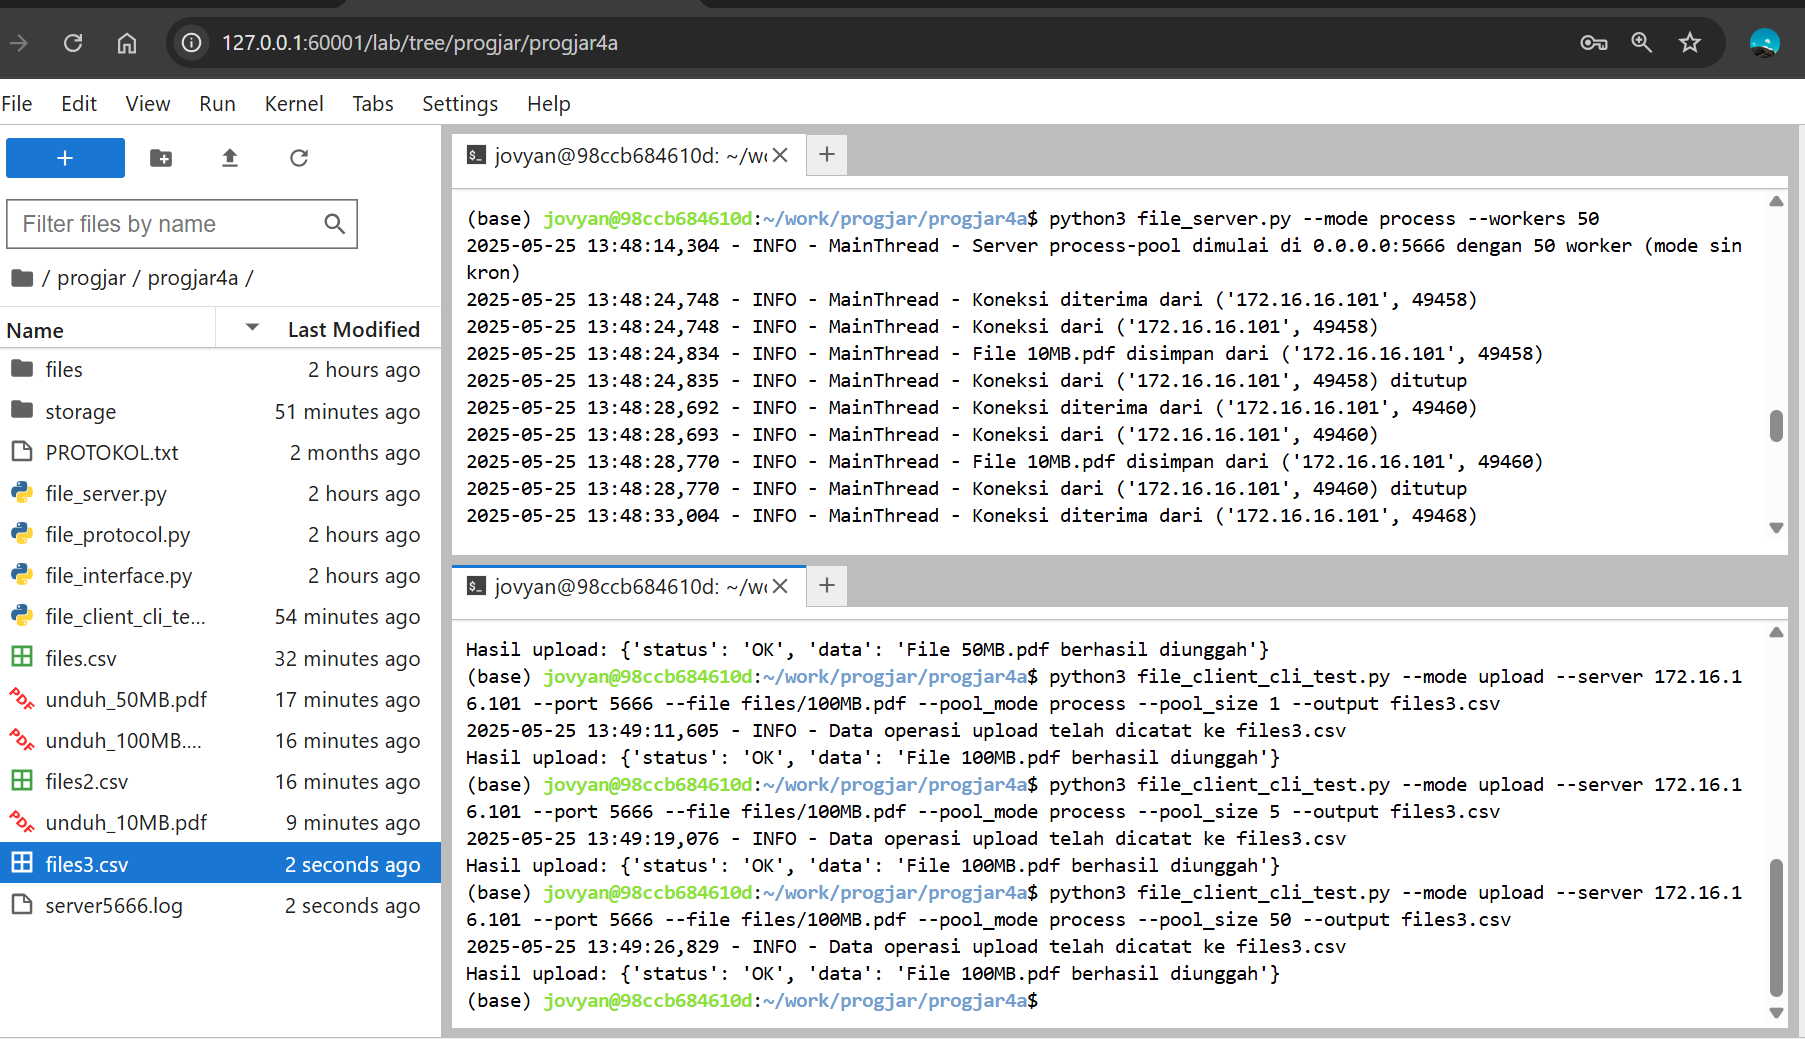 127.0.0.1:60001/lab/tree/progjar/progjar4a
File Edit View Run Kernel Tabs Settings Help
+
Filter files by name
/ progjar / progjar4a /
Name Last Modified
files 2 hours ago
storage 51 minutes ago
PROTOKOL.txt 2 months ago
file_server.py 2 hours ago
file_protocol.py 2 hours ago
file_interface.py 2 hours ago
file_client_cli_te... 54 minutes ago
files.csv 32 minutes ago
PDF unduh_50MB.pdf 17 minutes ago
PDF unduh_100MB.... 16 minutes ago
files2.csv 16 minutes ago
PDF unduh_10MB.pdf 9 minutes ago
files3.csv 2 seconds ago
server5666.log 2 seconds ago
$_ jovyan@98ccb684610d: ~/wo × +
(base) jovyan@98ccb684610d:~/work/progjar/progjar4a$ python3 file_server.py --mode process --workers 50
2025-05-25 13:48:14,304 - INFO - MainThread - Server process-pool dimulai di 0.0.0.0:5666 dengan 50 worker (mode sin
kron)
2025-05-25 13:48:24,748 - INFO - MainThread - Koneksi diterima dari ('172.16.16.101', 49458)
2025-05-25 13:48:24,748 - INFO - MainThread - Koneksi dari ('172.16.16.101', 49458)
2025-05-25 13:48:24,834 - INFO - MainThread - File 10MB.pdf disimpan dari ('172.16.16.101', 49458)
2025-05-25 13:48:24,835 - INFO - MainThread - Koneksi dari ('172.16.16.101', 49458) ditutup
2025-05-25 13:48:28,692 - INFO - MainThread - Koneksi diterima dari ('172.16.16.101', 49460)
2025-05-25 13:48:28,693 - INFO - MainThread - Koneksi dari ('172.16.16.101', 49460)
2025-05-25 13:48:28,770 - INFO - MainThread - File 10MB.pdf disimpan dari ('172.16.16.101', 49460)
2025-05-25 13:48:28,770 - INFO - MainThread - Koneksi dari ('172.16.16.101', 49460) ditutup
2025-05-25 13:48:33,004 - INFO - MainThread - Koneksi diterima dari ('172.16.16.101', 49468)
$_ jovyan@98ccb684610d: ~/wo × +
Hasil upload: {'status': 'OK', 'data': 'File 50MB.pdf berhasil diunggah'}
(base) jovyan@98ccb684610d:~/work/progjar/progjar4a$ python3 file_client_cli_test.py --mode upload --server 172.16.1
6.101 --port 5666 --file files/100MB.pdf --pool_mode process --pool_size 1 --output files3.csv
2025-05-25 13:49:11,605 - INFO - Data operasi upload telah dicatat ke files3.csv
Hasil upload: {'status': 'OK', 'data': 'File 100MB.pdf berhasil diunggah'}
(base) jovyan@98ccb684610d:~/work/progjar/progjar4a$ python3 file_client_cli_test.py --mode upload --server 172.16.1
6.101 --port 5666 --file files/100MB.pdf --pool_mode process --pool_size 5 --output files3.csv
2025-05-25 13:49:19,076 - INFO - Data operasi upload telah dicatat ke files3.csv
Hasil upload: {'status': 'OK', 'data': 'File 100MB.pdf berhasil diunggah'}
(base) jovyan@98ccb684610d:~/work/progjar/progjar4a$ python3 file_client_cli_test.py --mode upload --server 172.16.1
6.101 --port 5666 --file files/100MB.pdf --pool_mode process --pool_size 50 --output files3.csv
2025-05-25 13:49:26,829 - INFO - Data operasi upload telah dicatat ke files3.csv
Hasil upload: {'status': 'OK', 'data': 'File 100MB.pdf berhasil diunggah'}
(base) jovyan@98ccb684610d:~/work/progjar/progjar4a$